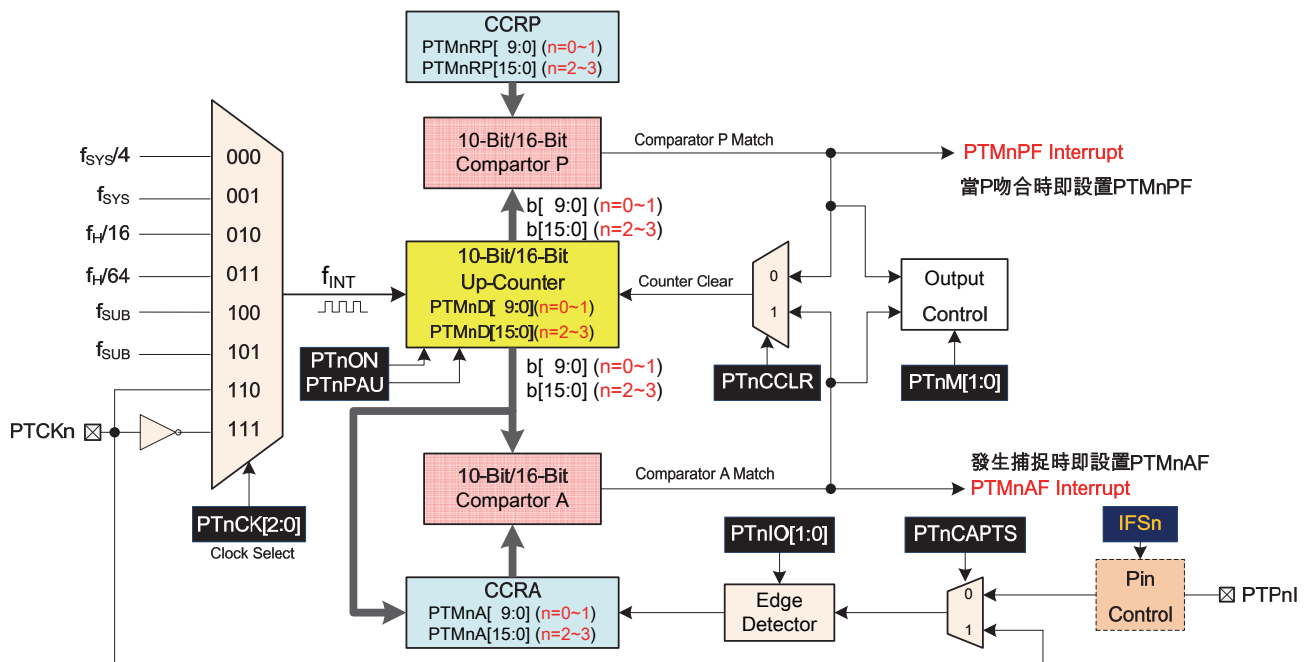 CCRP
PTMnRP[ 9:0] (n=0~1)
PTMnRP[15:0] (n=2~3)
10-Bit/16-Bit
Compartor P
Comparator P Match
PTMnPF Interrupt
當P吻合時即設置PTMnPF
fSYS/4
000
fSYS
001
fH/16
010
fH/64
011
fSUB
100
fSUB
101
110
111
PTCKn
PTnCK[2:0]
Clock Select
fINT
b[ 9:0] (n=0~1)
b[15:0] (n=2~3)
10-Bit/16-Bit
Up-Counter
PTMnD[ 9:0](n=0~1)
PTMnD[15:0](n=2~3)
PTnON
PTnPAU
Counter Clear
0
1
PTnCCLR
Output
Control
PTnM[1:0]
b[ 9:0] (n=0~1)
b[15:0] (n=2~3)
10-Bit/16-Bit
Compartor A
Comparator A Match
發生捕捉時即設置PTMnAF
PTMnAF Interrupt
CCRA
PTMnA[ 9:0] (n=0~1)
PTMnA[15:0] (n=2~3)
PTnIO[1:0]
Edge
Detector
PTnCAPTS
0
1
IFSn
Pin
Control
PTPnI